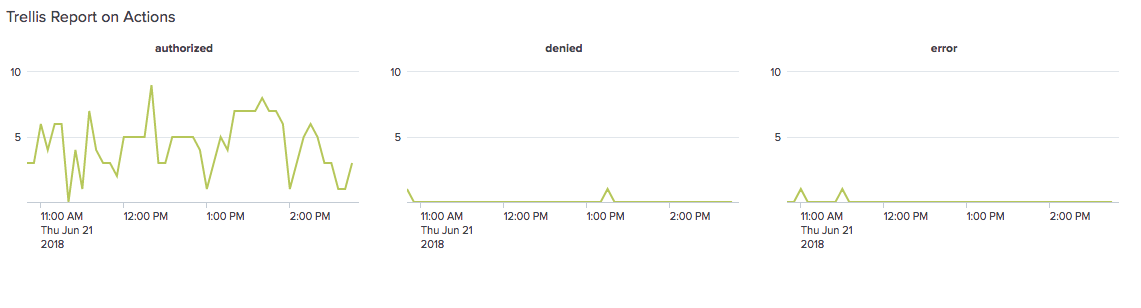 Trellis Report on Actions
authorized
10
5
11:00 AM 12:00 PM 1:00 PM 2:00 PM
Thu Jun 21
2018
denied
10
5
11:00 AM 12:00 PM 1:00 PM 2:00 PM
Thu Jun 21
2018
error
10
5
11:00 AM 12:00 PM 1:00 PM 2:00 PM
Thu Jun 21
2018